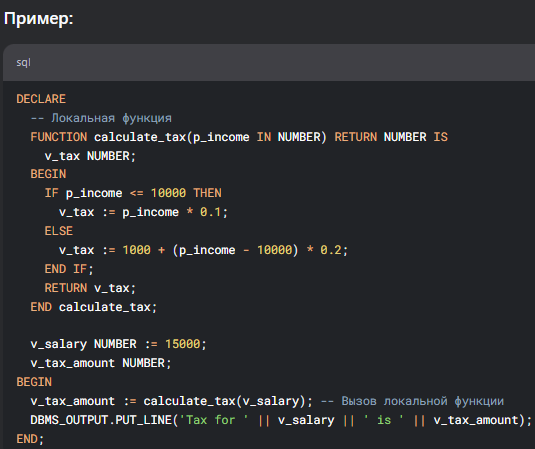 Пример:
sql
DECLARE
  -- Локальная функция
  FUNCTION calculate_tax(p_income IN NUMBER) RETURN NUMBER IS
    v_tax NUMBER;
  BEGIN
    IF p_income <= 10000 THEN
      v_tax := p_income * 0.1;
    ELSE
      v_tax := 1000 + (p_income - 10000) * 0.2;
    END IF;
    RETURN v_tax;
  END calculate_tax;

  v_salary NUMBER := 15000;
  v_tax_amount NUMBER;
BEGIN
  v_tax_amount := calculate_tax(v_salary); -- Вызов локальной функции
  DBMS_OUTPUT.PUT_LINE('Tax for ' || v_salary || ' is ' || v_tax_amount);
END;